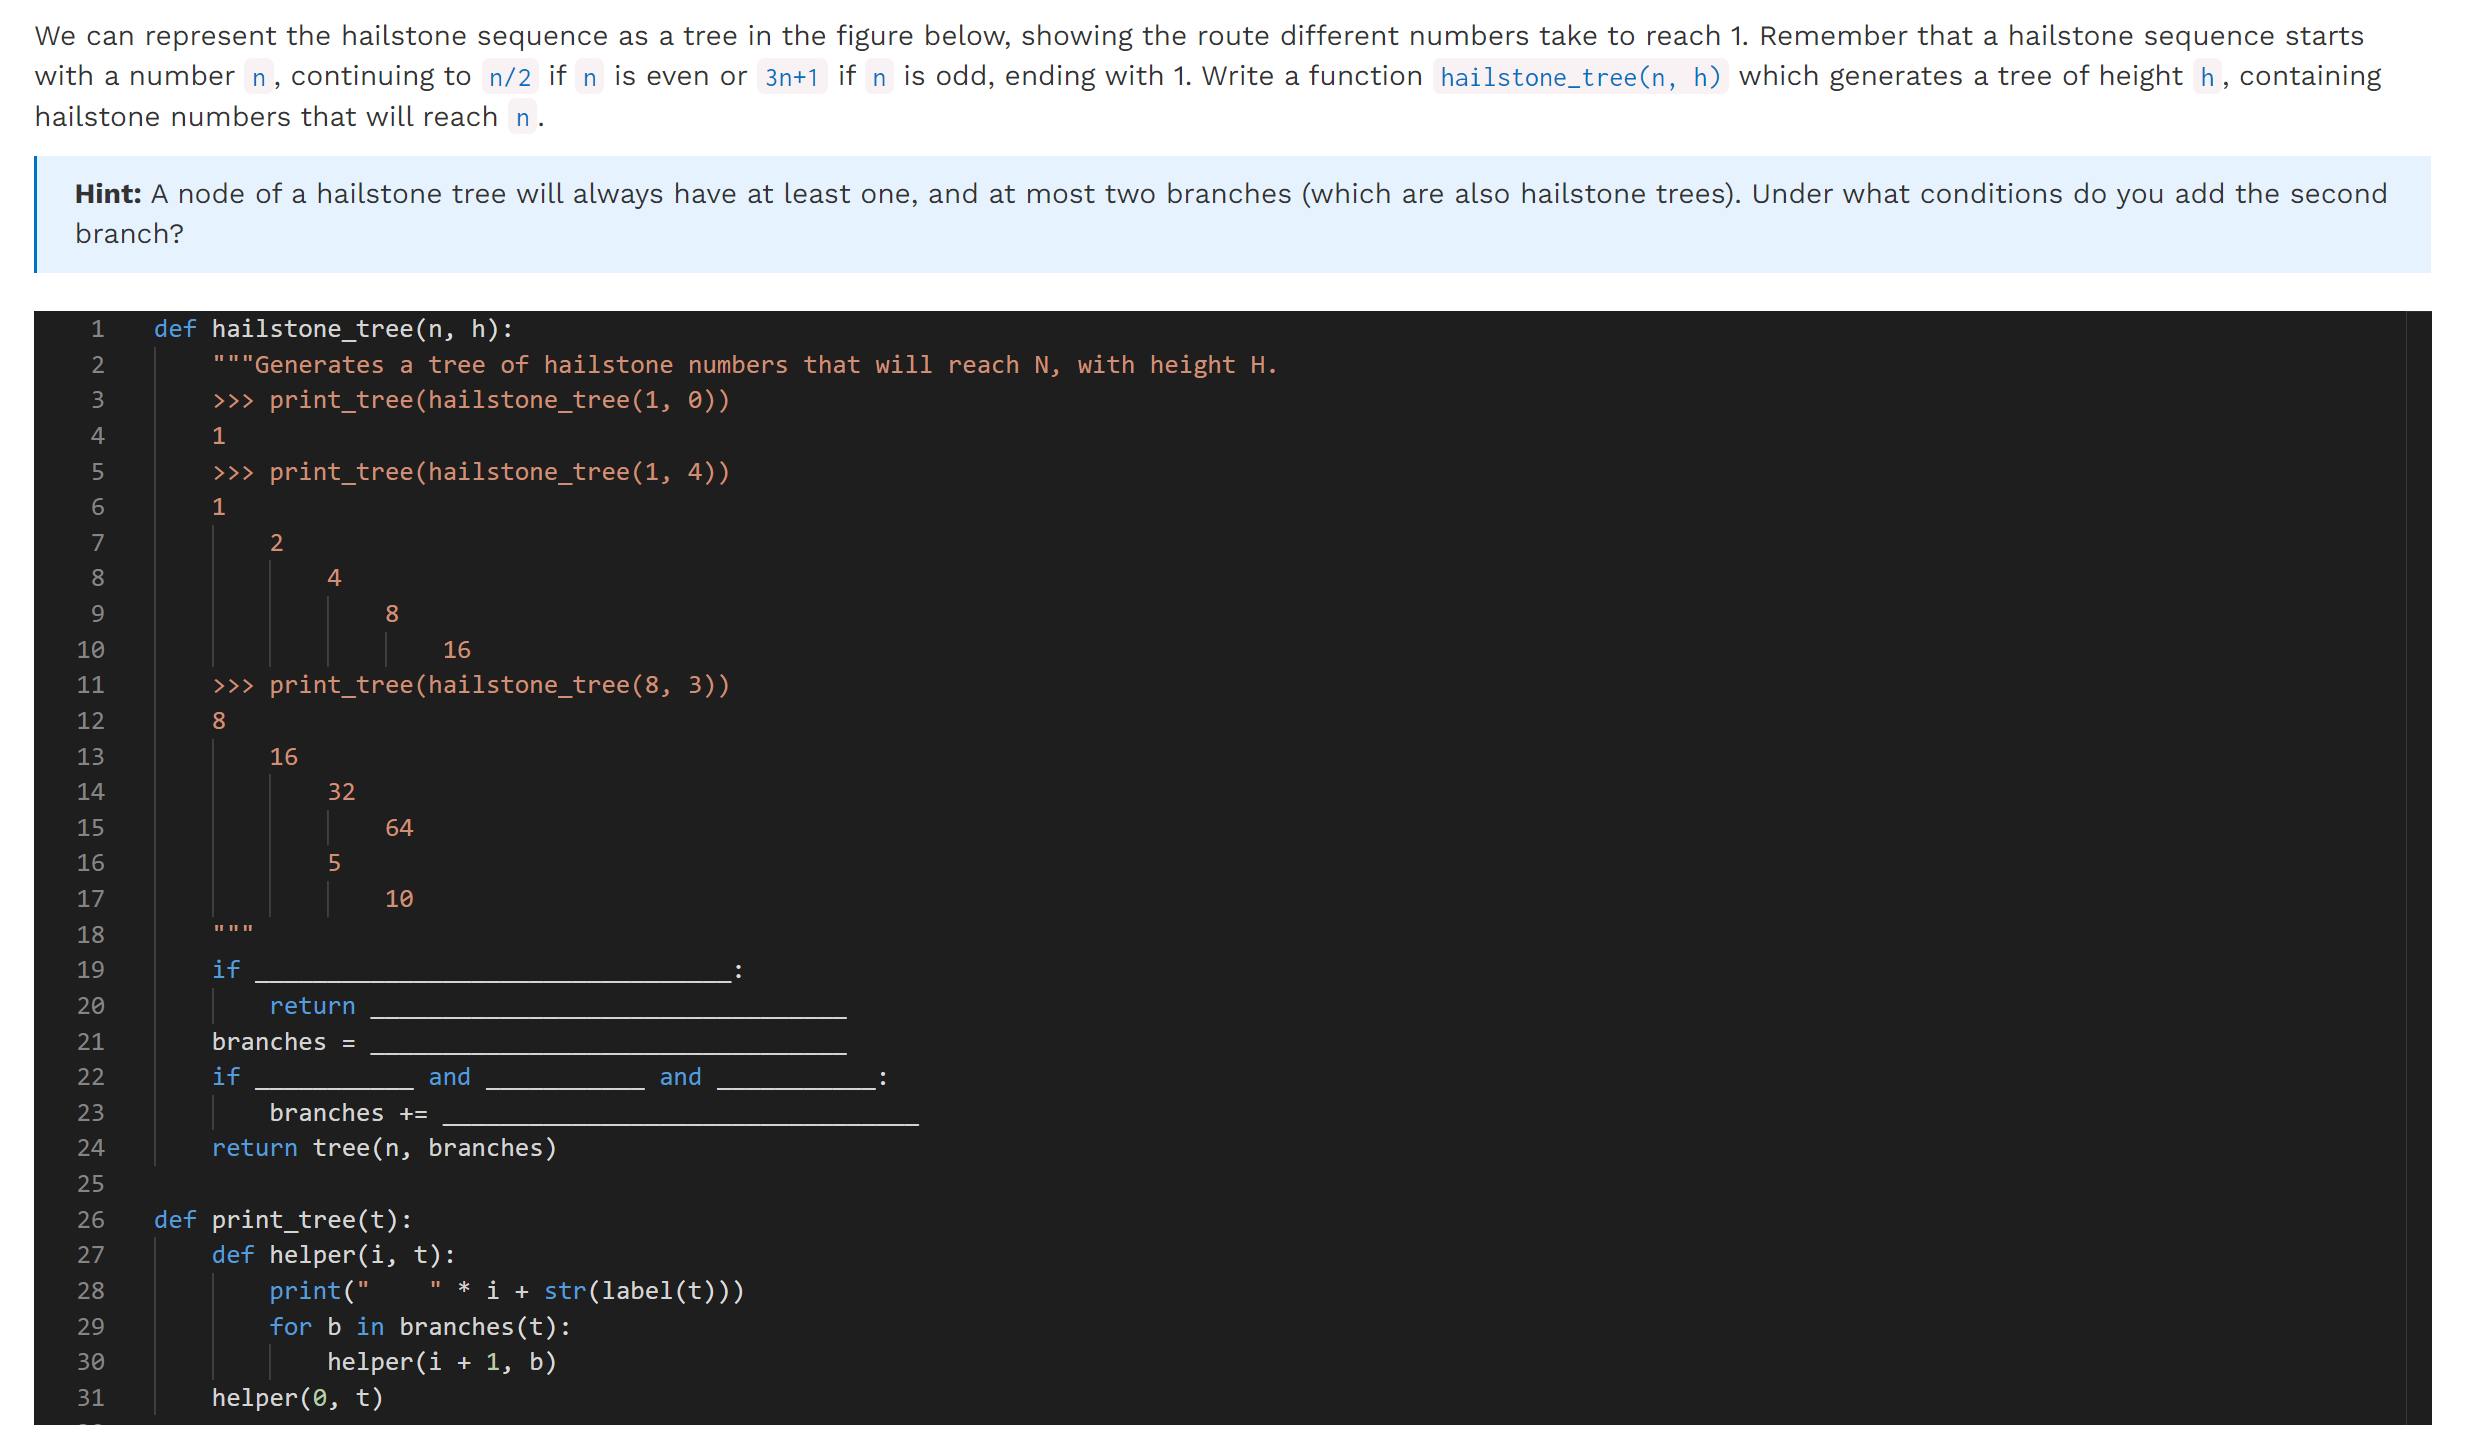 We can represent the hailstone sequence as a tree in the figure below, showing the route different numbers take to reach 1. Remember that a hailstone sequence starts
with a number n, continuing to n/2 if n is even or 3n+1 if n is odd, ending with 1. Write a function hailstone_tree(n, h) which generates a tree of height h, containing
hailstone numbers that will reach n.
Hint: A node of a hailstone tree will always have at least one, and at most two branches (which are also hailstone trees). Under what conditions do you add the second
branch?
1 def hailstone_tree(n, h):
2     """Generates a tree of hailstone numbers that will reach N, with height H.
3     >>> print_tree(hailstone_tree(1, 0))
4     1
5     >>> print_tree(hailstone_tree(1, 4))
6     1
7         2
8             4
9                 8
10                     16
11     >>> print_tree(hailstone_tree(8, 3))
12     8
13         16
14             32
15                 64
16             5
17                 10
18     """
19     if _________________________________:
20         return _________________________________
21     branches = _________________________________
22     if ___________ and ___________ and ___________:
23         branches += _________________________________
24     return tree(n, branches)
25
26 def print_tree(t):
27     def helper(i, t):
28         print("    " * i + str(label(t)))
29         for b in branches(t):
30             helper(i + 1, b)
31     helper(0, t)